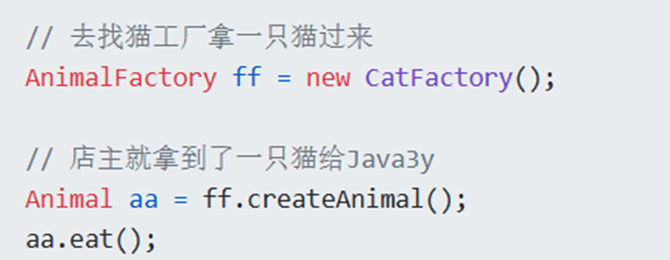 // 去找猫工厂拿一只猫过来
AnimalFactory ff = new CatFactory();
// 店主就拿到了一只猫给Java3y
Animal aa = ff.createAnimal();
aa.eat();